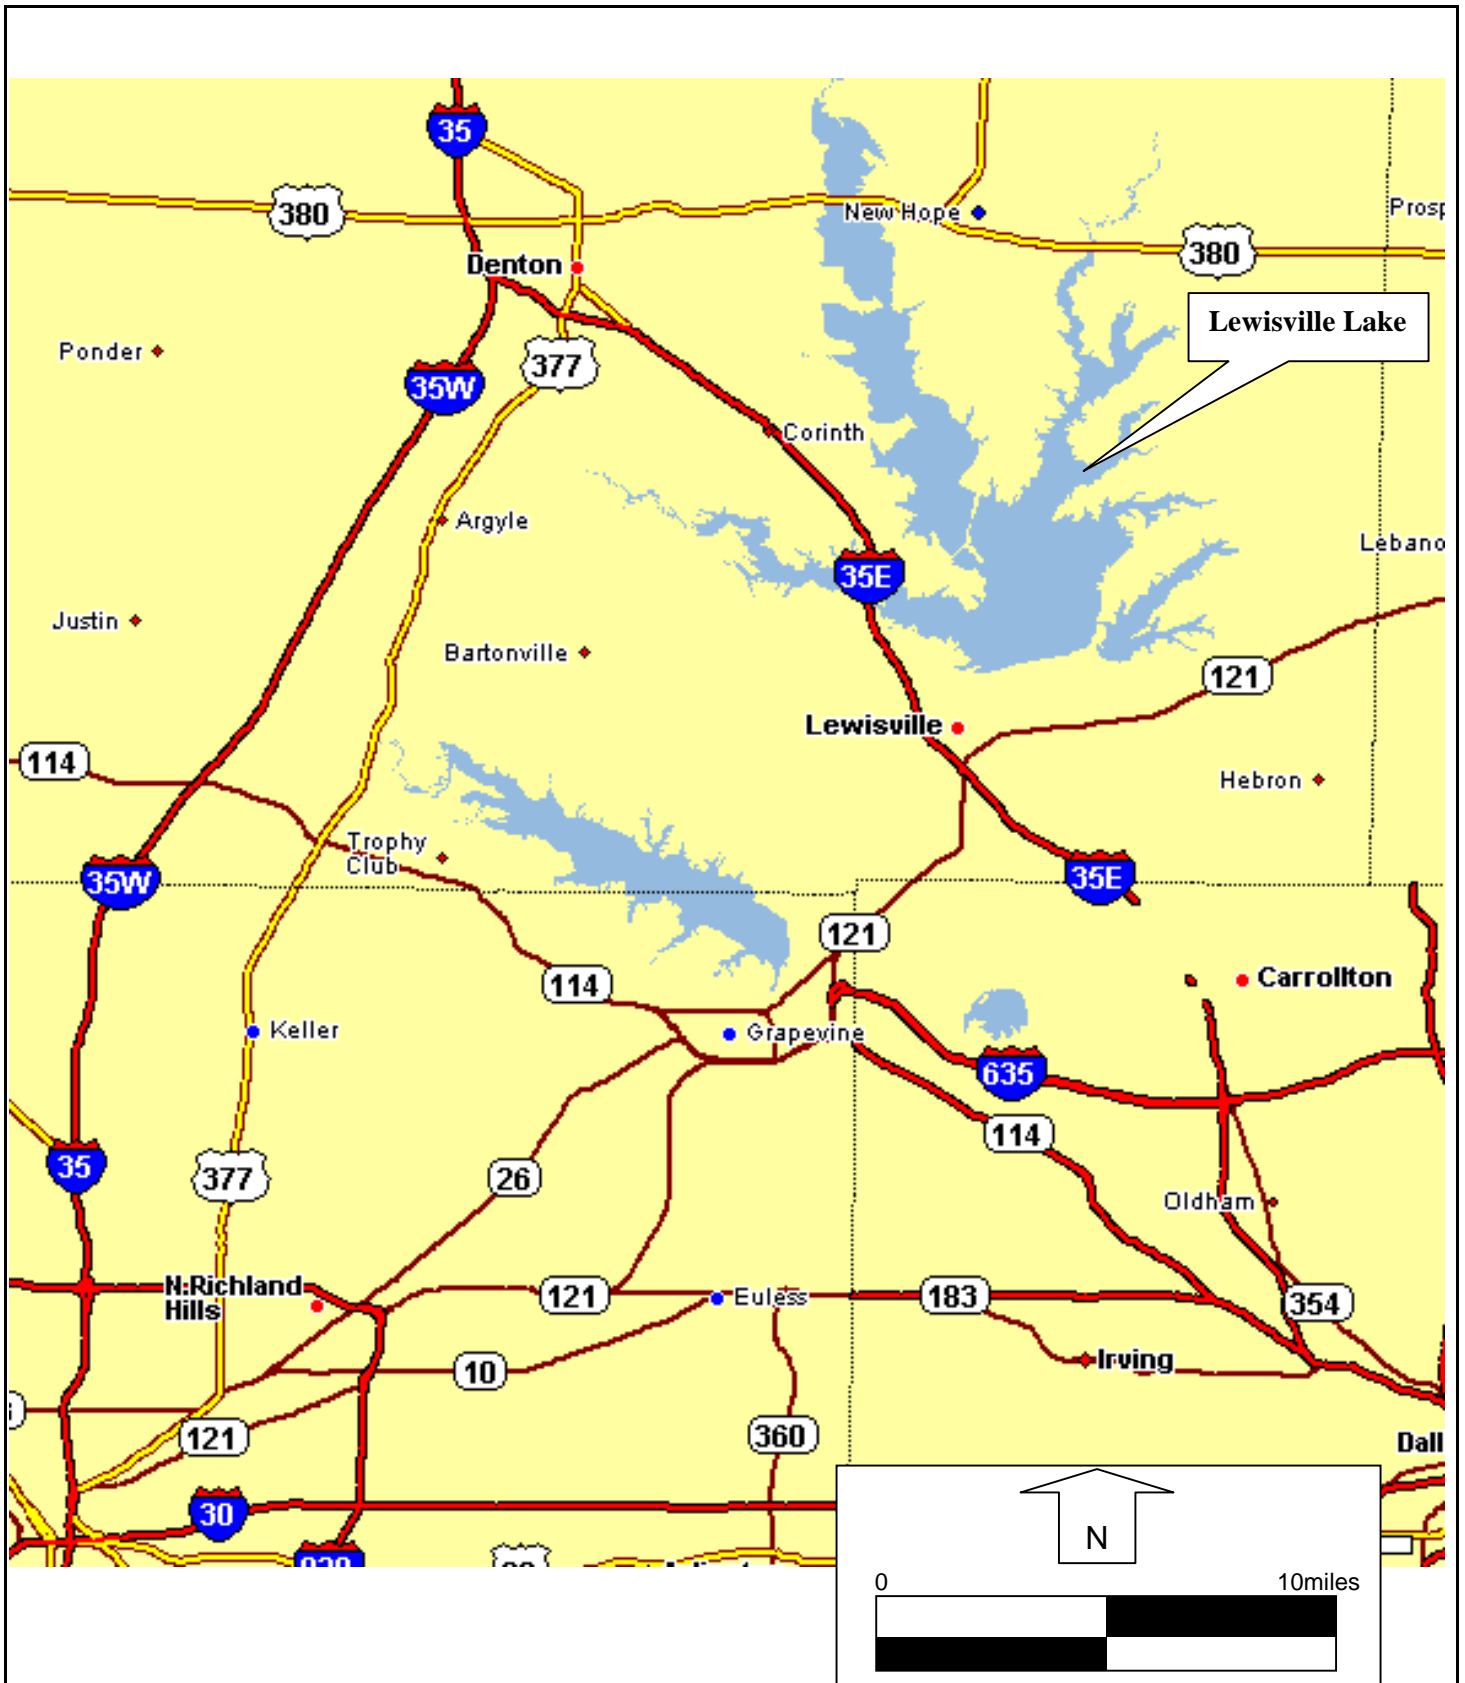 35
380
New Hope
Prosp
380
Denton
Lewisville Lake
Ponder
377
35W
Corinth
Argyle
Lebano
35E
Justin
Bartonville
121
Lewisville
114
Hebron
Trophy
Club
35W
35E
121
114
Carrollton
Keller
Grapevine
635
114
35
377
26
Oldham
N.Richland
Hills
121
Euless
183
354
10
Irving
121
360
Dall
30
N
0 10miles